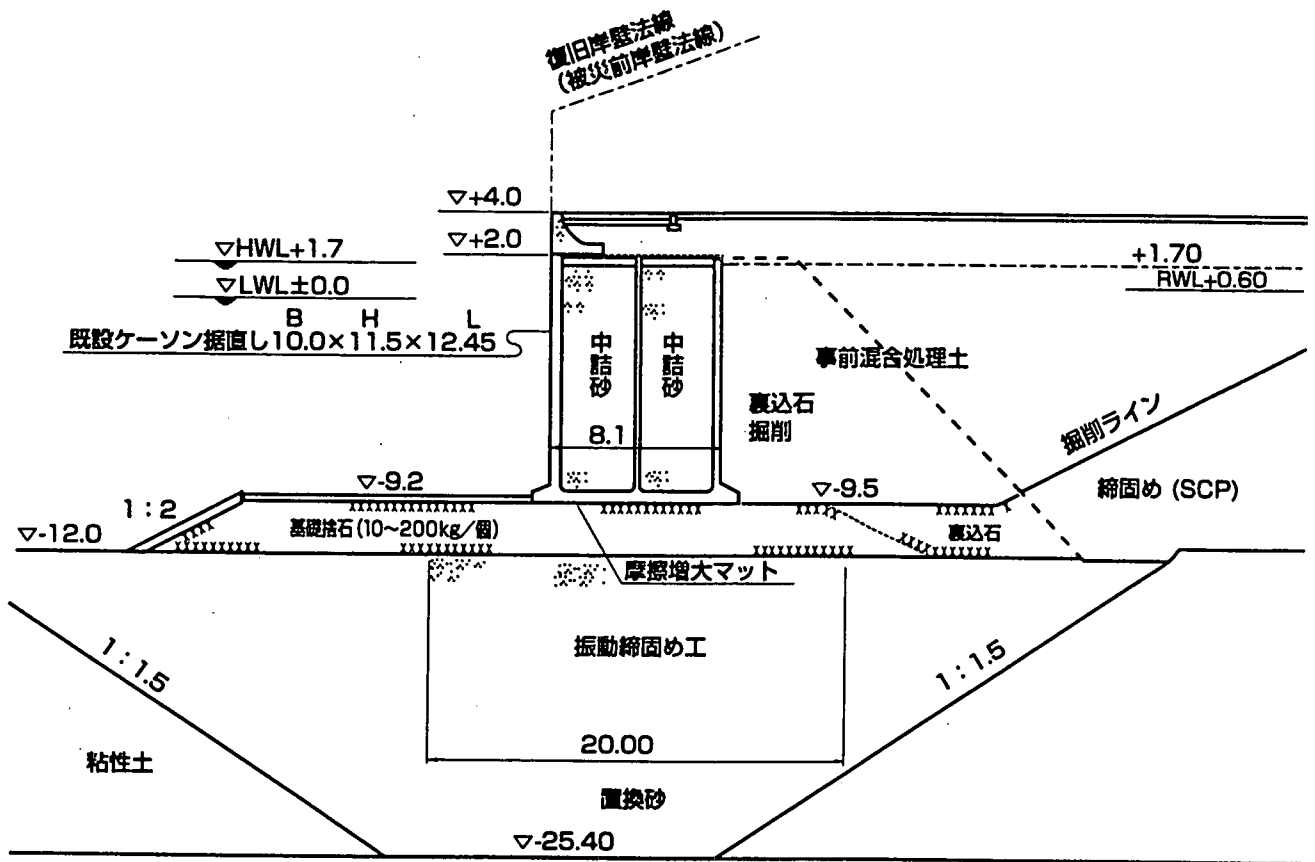 復旧岸壁法線
(被災前岸壁法線)
▽+4.0
▽+2.0
▽HWL+1.7
▽LWL±0.0
B H L
既設ケーソン据直し10.0×11.5×12.45
+1.70
RWL+0.60
中詰砂
中詰砂
事前混合処理土
裏込石
掘削
8.1
掘削ライン
締固め (SCP)
▽-9.2
▽-9.5
1:2
▽-12.0
基礎捨石(10~200kg/個)
裏込石
摩擦増大マット
振動締固め工
1:1.5
1:1.5
20.00
粘性土
置換砂
▽-25.40